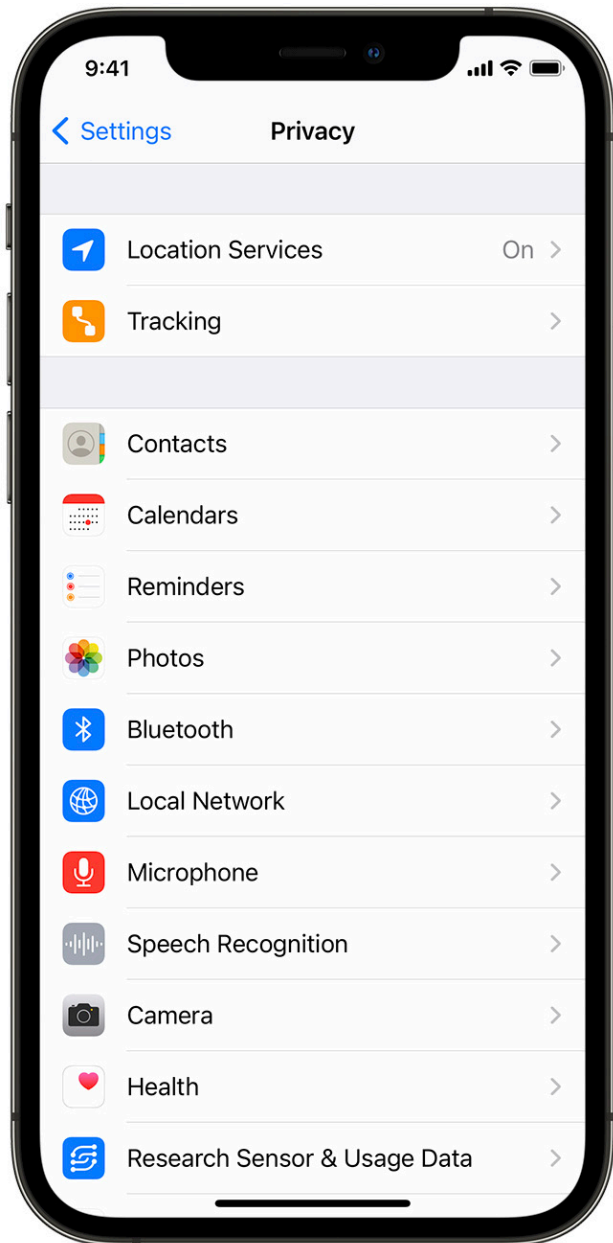 9:41
Settings Privacy
Location Services On
Tracking
Contacts
Calendars
Reminders
Photos
Bluetooth
Local Network
Microphone
Speech Recognition
Camera
Health
Research Sensor & Usage Data